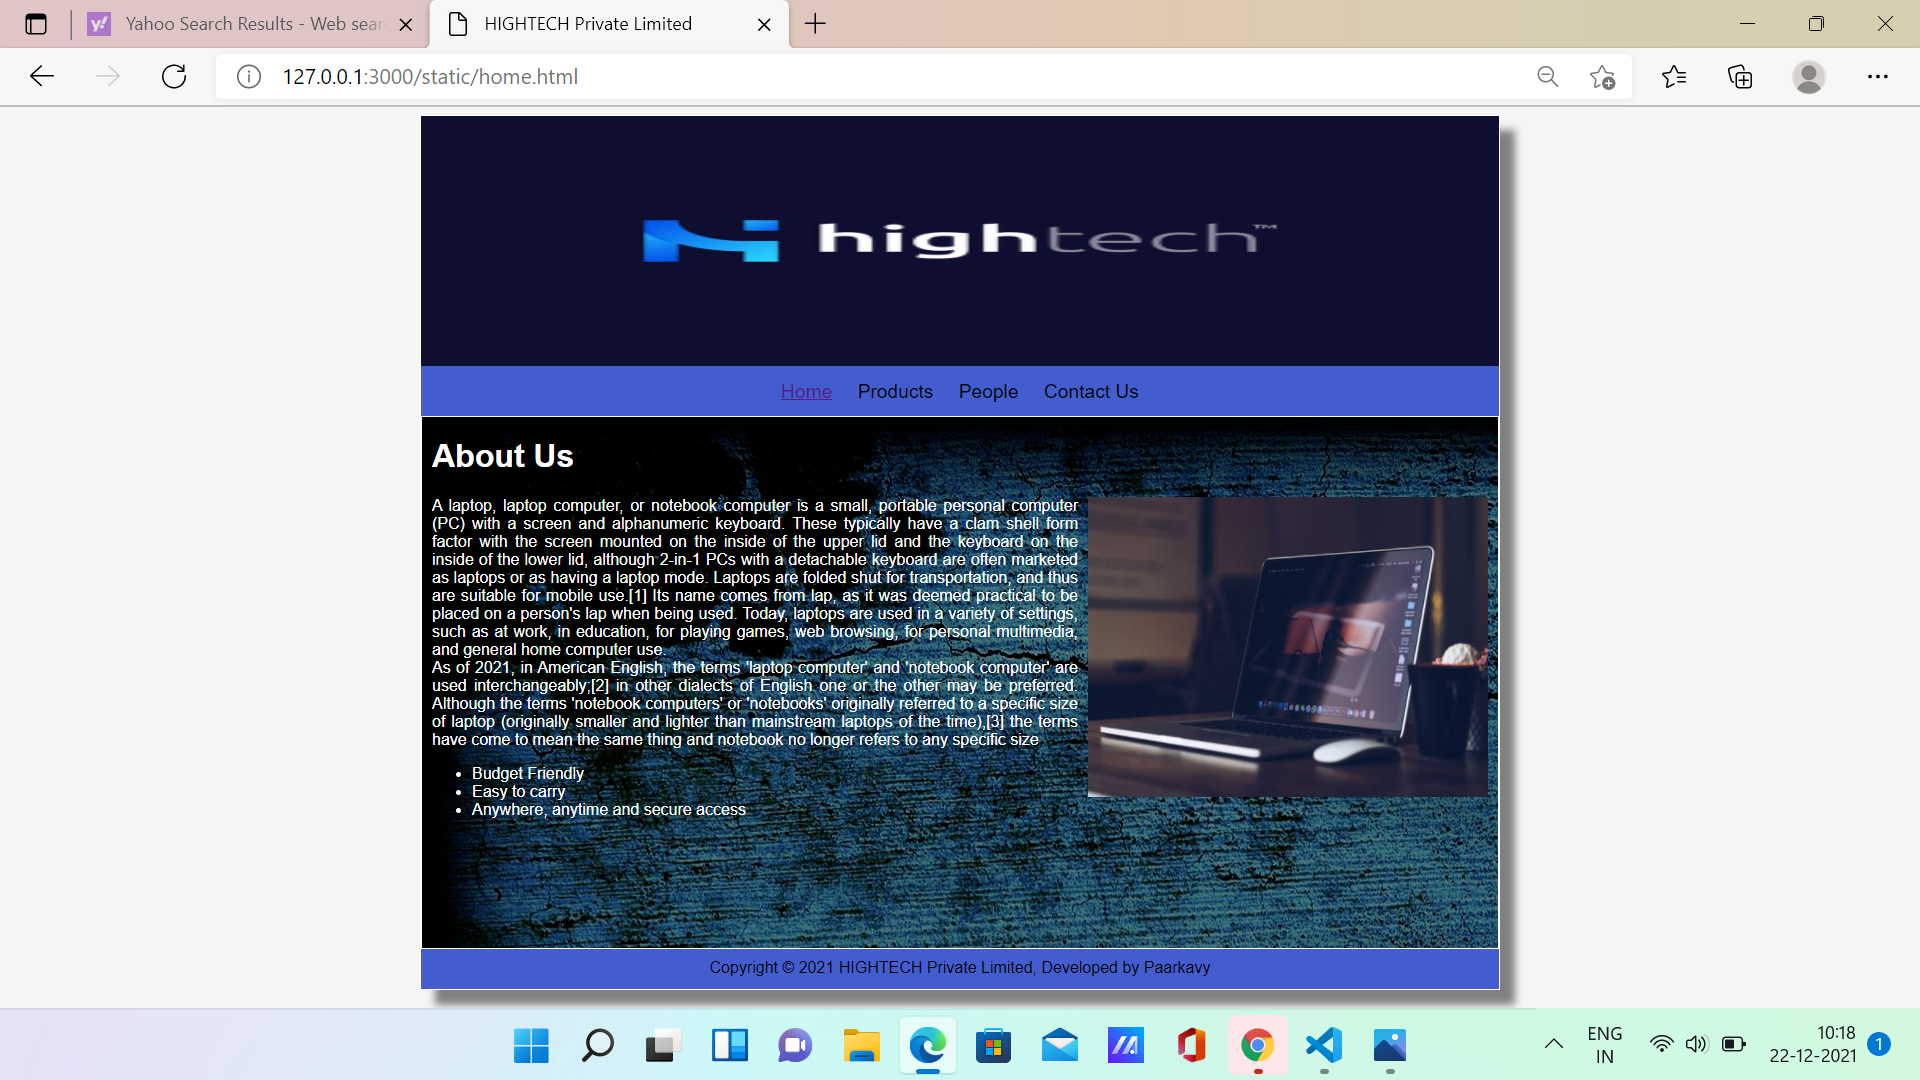 Yahoo Search Results - Web sear
HIGHTECH Private Limited
127.0.0.1:3000/static/home.html
hightech™
Home Products People Contact Us
About Us
A laptop, laptop computer, or notebook computer is a small, portable personal computer
(PC) with a screen and alphanumeric keyboard. These typically have a clam shell form
factor with the screen mounted on the inside of the upper lid and the keyboard on the
inside of the lower lid, although 2-in-1 PCs with a detachable keyboard are often marketed
as laptops or as having a laptop mode. Laptops are folded shut for transportation, and thus
are suitable for mobile use.[1] Its name comes from lap, as it was deemed practical to be
placed on a person's lap when being used. Today, laptops are used in a variety of settings,
such as at work, in education, for playing games, web browsing, for personal multimedia,
and general home computer use.
As of 2021, in American English, the terms 'laptop computer' and 'notebook computer' are
used interchangeably;[2] in other dialects of English one or the other may be preferred.
Although the terms 'notebook computers' or 'notebooks' originally referred to a specific size
of laptop (originally smaller and lighter than mainstream laptops of the time),[3] the terms
have come to mean the same thing and notebook no longer refers to any specific size
• Budget Friendly
• Easy to carry
• Anywhere, anytime and secure access
Copyright © 2021 HIGHTECH Private Limited, Developed by Paarkavy
ENG
IN
10:18
22-12-2021
1